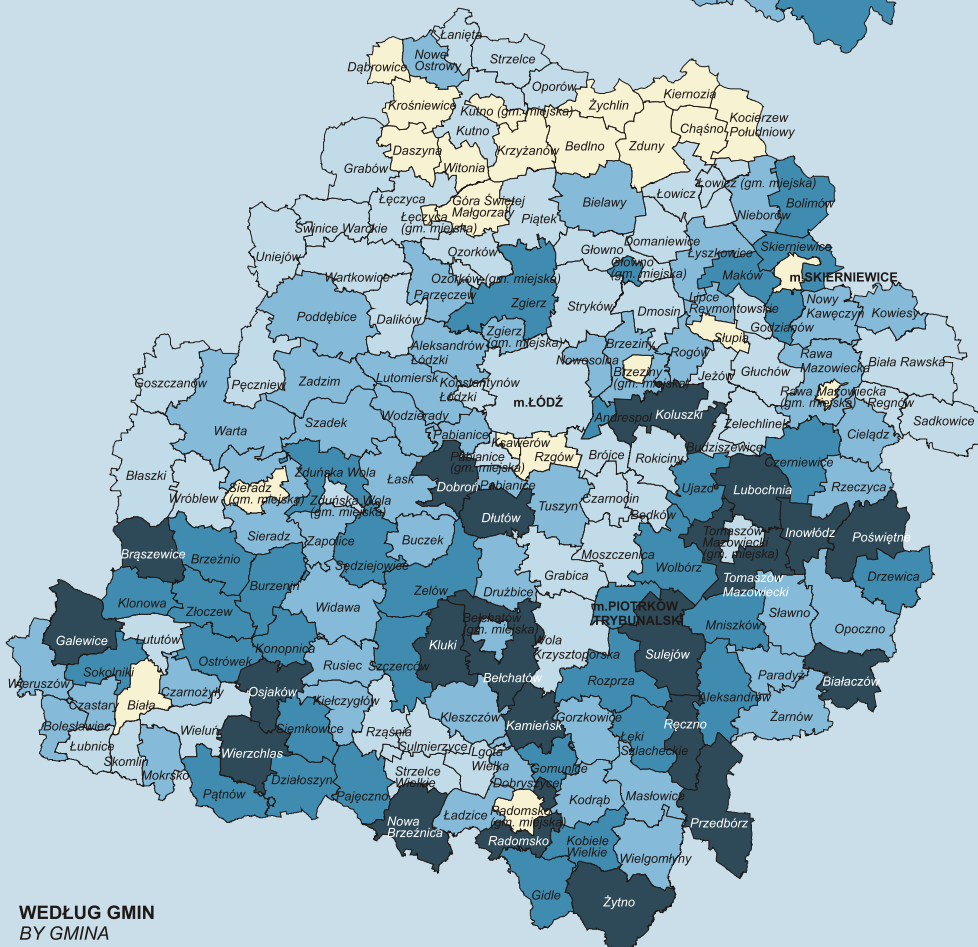 Łanięta
Nowe
Ostrowy
Strzelce
Dąbrowice
Oporów
Krośniewice
Kutno (gm. miejska)
Żychlin
Kiernozia
Kocierzew
Południowy
Kutno
Chąśno
Daszyna
Krzyżanów
Bedlno
Zduny
Witonia
Grabów
Łowicz (gm. miejska)
Łowicz
Łęczyca
Góra Świętej
Małgorzaty
Bielawy
Bolimów
Łęczyca
(gm. miejska)
Piątek
Nieborów
Świnice Warckie
Domaniewice
Skierniewice
Uniejów
Ozorków
Głowno
Łyszkowice
Głowno
(gm. miejska)
Maków
m.SKIERNIEWICE
Wartkowice
Ozorków (gm. miejska)
Parzęczew
Zgierz
Stryków
Lipce
Reymontowskie
Nowy
Kawęczyn
Kowiesy
Poddębice
Dalików
Dmosin
Godzianów
Zgierz
(gm. miejska)
Słupia
Aleksandrów
Łódzki
Brzeziny
Rogów
Rawa
Mazowiecka
Biała Rawska
Nowosolna
Brzeziny
(gm. miejska)
Jeżów
Głuchów
Goszczanów
Pęczniew
Zadzim
Lutomiersk
Konstantynów
Łódzki
Rawa Mazowiecka
(gm. miejska)
Regnów
m.ŁÓDŹ
Wodzierady
Andrespol
Koluszki
Żelechlinek
Sadkowice
Szadek
Warta
Pabianice
Ksawerów
Cielądz
Pabianice
(gm. miejska)
Rzgów
Brójce
Rokiciny
Budziszewice
Czerniewice
Błaszki
Zduńska Wola
Łask
Dobroń
Pabianice
Ujazd
Lubochnia
Rzeczyca
Wróblew
Sieradz
(gm. miejska)
Zduńska Wola
(gm. miejska)
Dłutów
Tuszyn
Czarnocin
Będków
Sieradz
Zapolice
Buczek
Tomaszów
Mazowiecki
(gm. miejska)
Inowłódz
Poświętne
Brąszewice
Brzeźnio
Sędziejowice
Moszczenica
Wolbórz
Grabica
Tomaszów
Mazowiecki
Drzewica
Burzenin
Zelów
Drużbice
Klonowa
Złoczew
Widawa
m.PIOTRKÓW
TRYBUNALSKI
Sławno
Mniszków
Opoczno
Galewice
Lututów
Konopnica
Kluki
Bełchatów
(gm. miejska)
Wola
Krzysztoporska
Sulejów
Ostrówek
Rusiec
Szczerców
Sokolniki
Bełchatów
Rozprza
Paradyż
Białaczów
Wieruszów
Czastary
Biała
Czarnożyły
Osjaków
Kiełczygłów
Aleksandrów
Bolesławiec
Wieluń
Siemkowice
Rząśnia
Kleszczów
Kamieńsk
Gorzkowice
Ręczno
Żarnów
Łubnice
Wierzchlas
Sulmierzyce
Lgota
Wielka
Łęki
Szlacheckie
Skomlin
Mokrsko
Pątnów
Działoszyn
Pajęczno
Strzelce
Wielkie
Dobryszyce
Gomunice
Kodrąb
Masłowice
Nowa
Brzeźnica
Ładzice
Radomsko
(gm. miejska)
Przedbórz
Radomsko
Kobiele
Wielkie
Wielgomłyny
Gidle
Żytno
WEDŁUG GMIN
BY GMINA